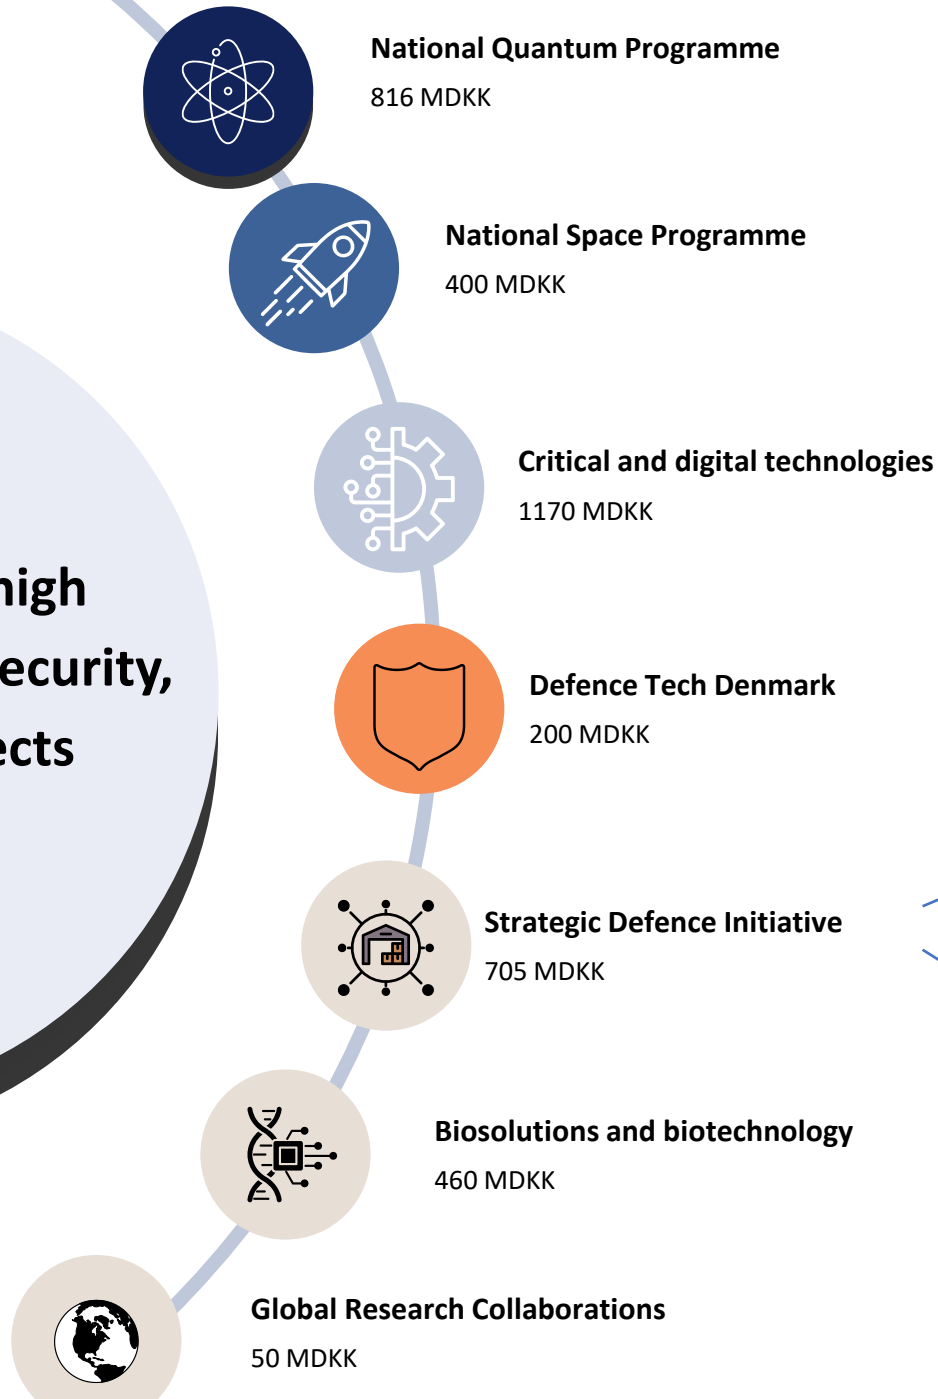 National Quantum Programme
816 MDKK
National Space Programme
400 MDKK
Critical and digital technologies
1170 MDKK
high
ecurity,
ects
Defence Tech Denmark
200 MDKK
Strategic Defence Initiative
705 MDKK
Biosolutions and biotechnology
460 MDKK
Global Research Collaborations
50 MDKK